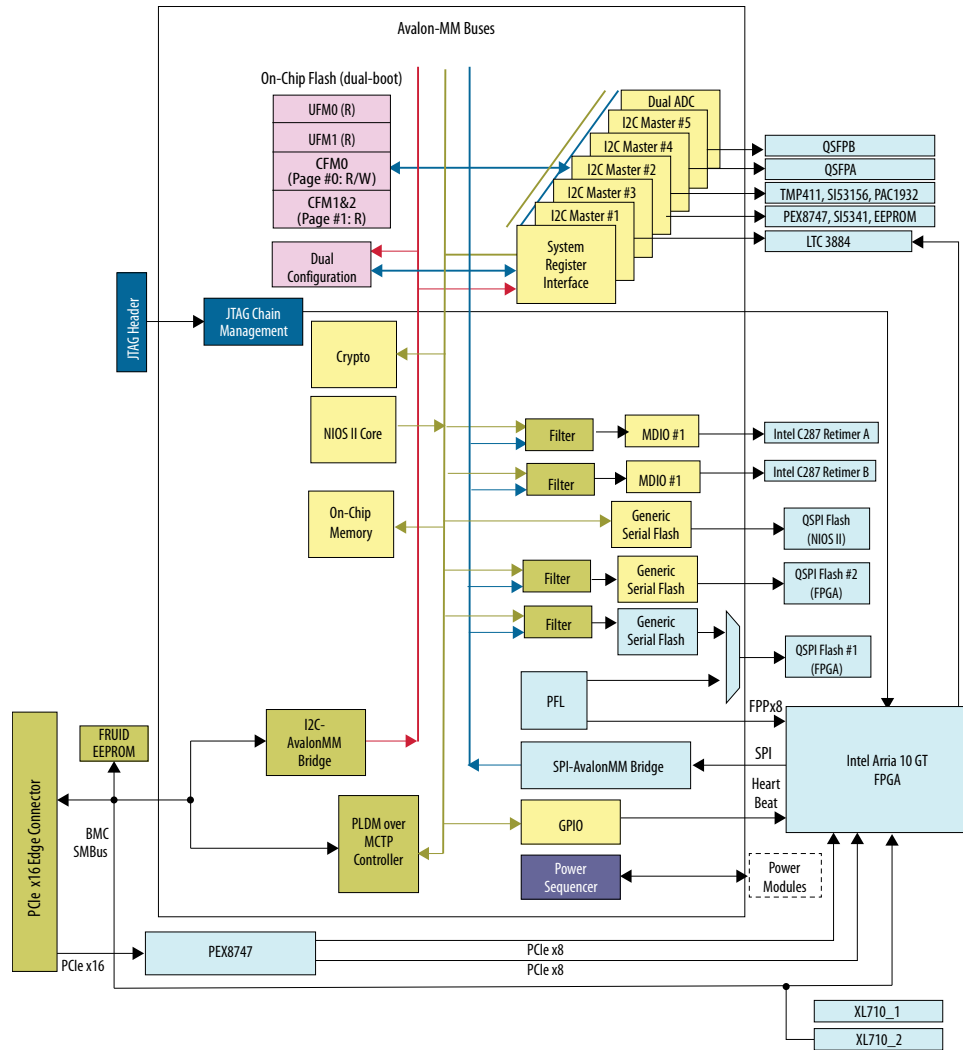 Avalon-MM Buses
On-Chip Flash (dual-boot)
UFM0 (R)
UFM1 (R)
CFM0
(Page #0: R/W)
CFM1&2
(Page #1: R)
Dual
Configuration
Dual ADC
I2C Master #5
I2C Master #4
I2C Master #2
I2C Master #3
I2C Master #1
System
Register
Interface
QSFPB
QSFPA
TMP411, SI53156, PAC1932
PEX8747, SI5341, EEPROM
LTC 3884
JTAG Header
JTAG Chain
Management
Crypto
NIOS II Core
On-Chip
Memory
Filter
MDIO #1
Intel C287 Retimer A
Filter
MDIO #1
Intel C287 Retimer B
Generic
Serial Flash
QSPI Flash
(NIOS II)
Filter
Generic
Serial Flash
QSPI Flash #2
(FPGA)
Filter
Generic
Serial Flash
QSPI Flash #1
(FPGA)
PFL
FPPx8
PCIe x16 Edge Connector
FRUID
EEPROM
I2C-
AvalonMM
Bridge
SPI-AvalonMM Bridge
SPI
Intel Arria 10 GT
FPGA
Heart
Beat
BMC
SMBus
PLDM over
MCTP
Controller
GPIO
Power
Sequencer
Power
Modules
PCIe x16
PEX8747
PCIe x8
PCIe x8
XL710_1
XL710_2